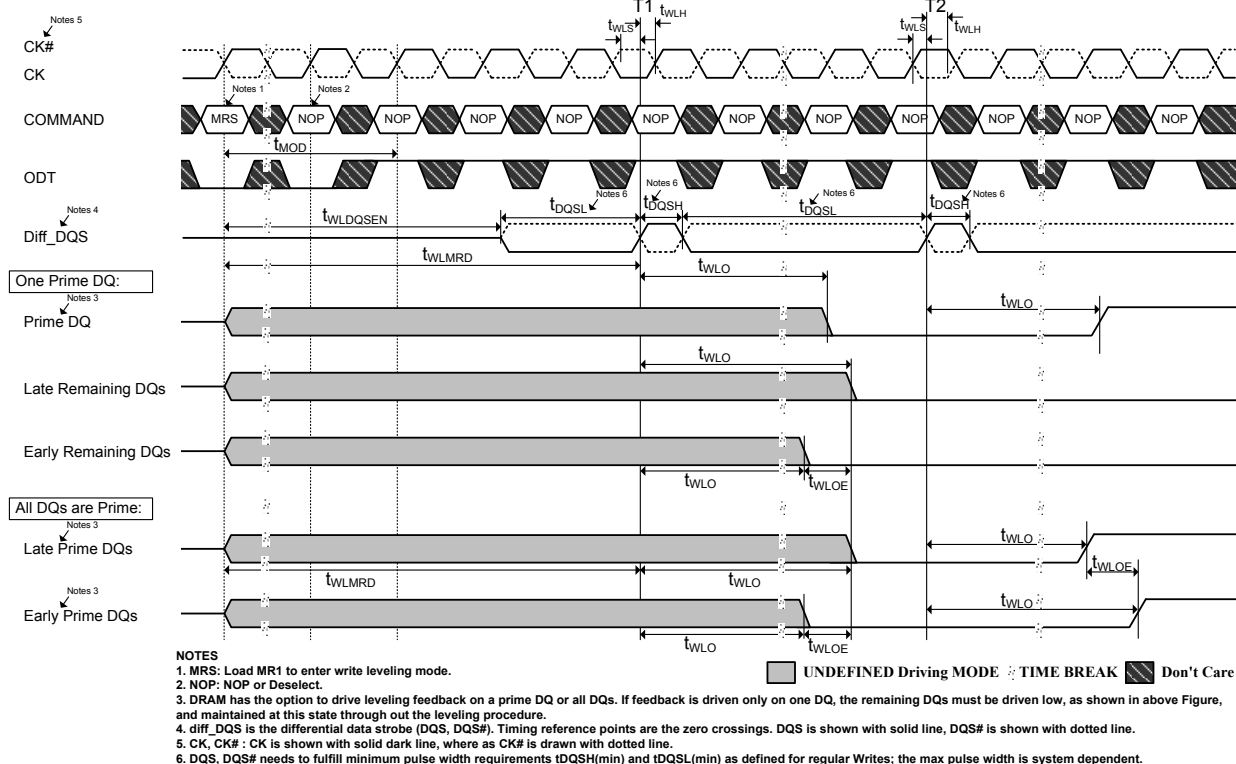 T1 T2
Notes 5
tWLS tWLH tWLS tWLH
CK#
CK
Notes 1 Notes 2
COMMAND MRS NOP NOP NOP NOP NOP NOP NOP NOP NOP NOP NOP
tMOD
ODT
Notes 6 Notes 6 Notes 6 Notes 6
Notes 4
tWLDQSEN tDQSL tDQSH tDQSL tDQSH
Diff_DQS
tWLMRD
One Prime DQ:
tWLO
Notes 3
tWLO
Prime DQ
tWLO
Late Remaining DQs
Early Remaining DQs
tWLO tWLOE
All DQs are Prime:
Notes 3
Late Prime DQs
tWLO
tWLOE
tWLMRD tWLO
Notes 3
tWLO
Early Prime DQs
tWLO tWLOE
NOTES
1. MRS: Load MR1 to enter write leveling mode.
UNDEFINED Driving MODE TIME BREAK Don't Care
2. NOP: NOP or Deselect.
3. DRAM has the option to drive leveling feedback on a prime DQ or all DQs. If feedback is driven only on one DQ, the remaining DQs must be driven low, as shown in above Figure,
and maintained at this state through out the leveling procedure.
4. diff_DQS is the differential data strobe (DQS, DQS#). Timing reference points are the zero crossings. DQS is shown with solid line, DQS# is shown with dotted line.
5. CK, CK# : CK is shown with solid dark line, where as CK# is drawn with dotted line.
6. DQS, DQS# needs to fulfill minimum pulse width requirements tDQSH(min) and tDQSL(min) as defined for regular Writes; the max pulse width is system dependent.